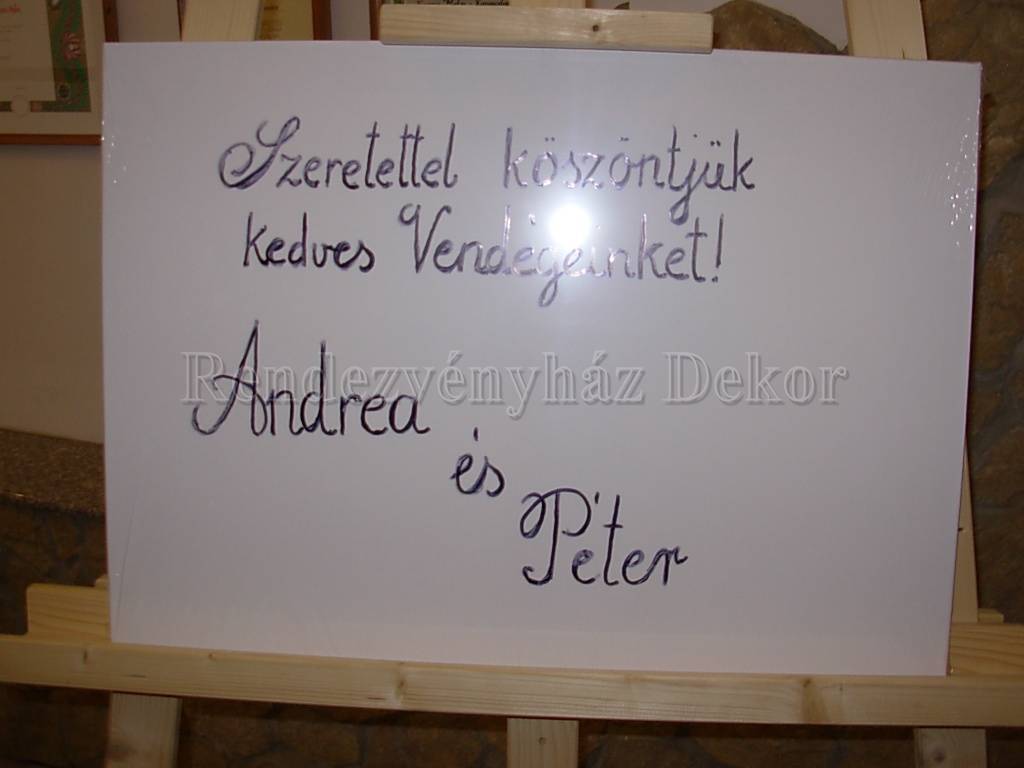 Szeretettel köszöntjük
kedves Vendégeinket!
Rendezvényház Dekor
Andrea
és
Péter